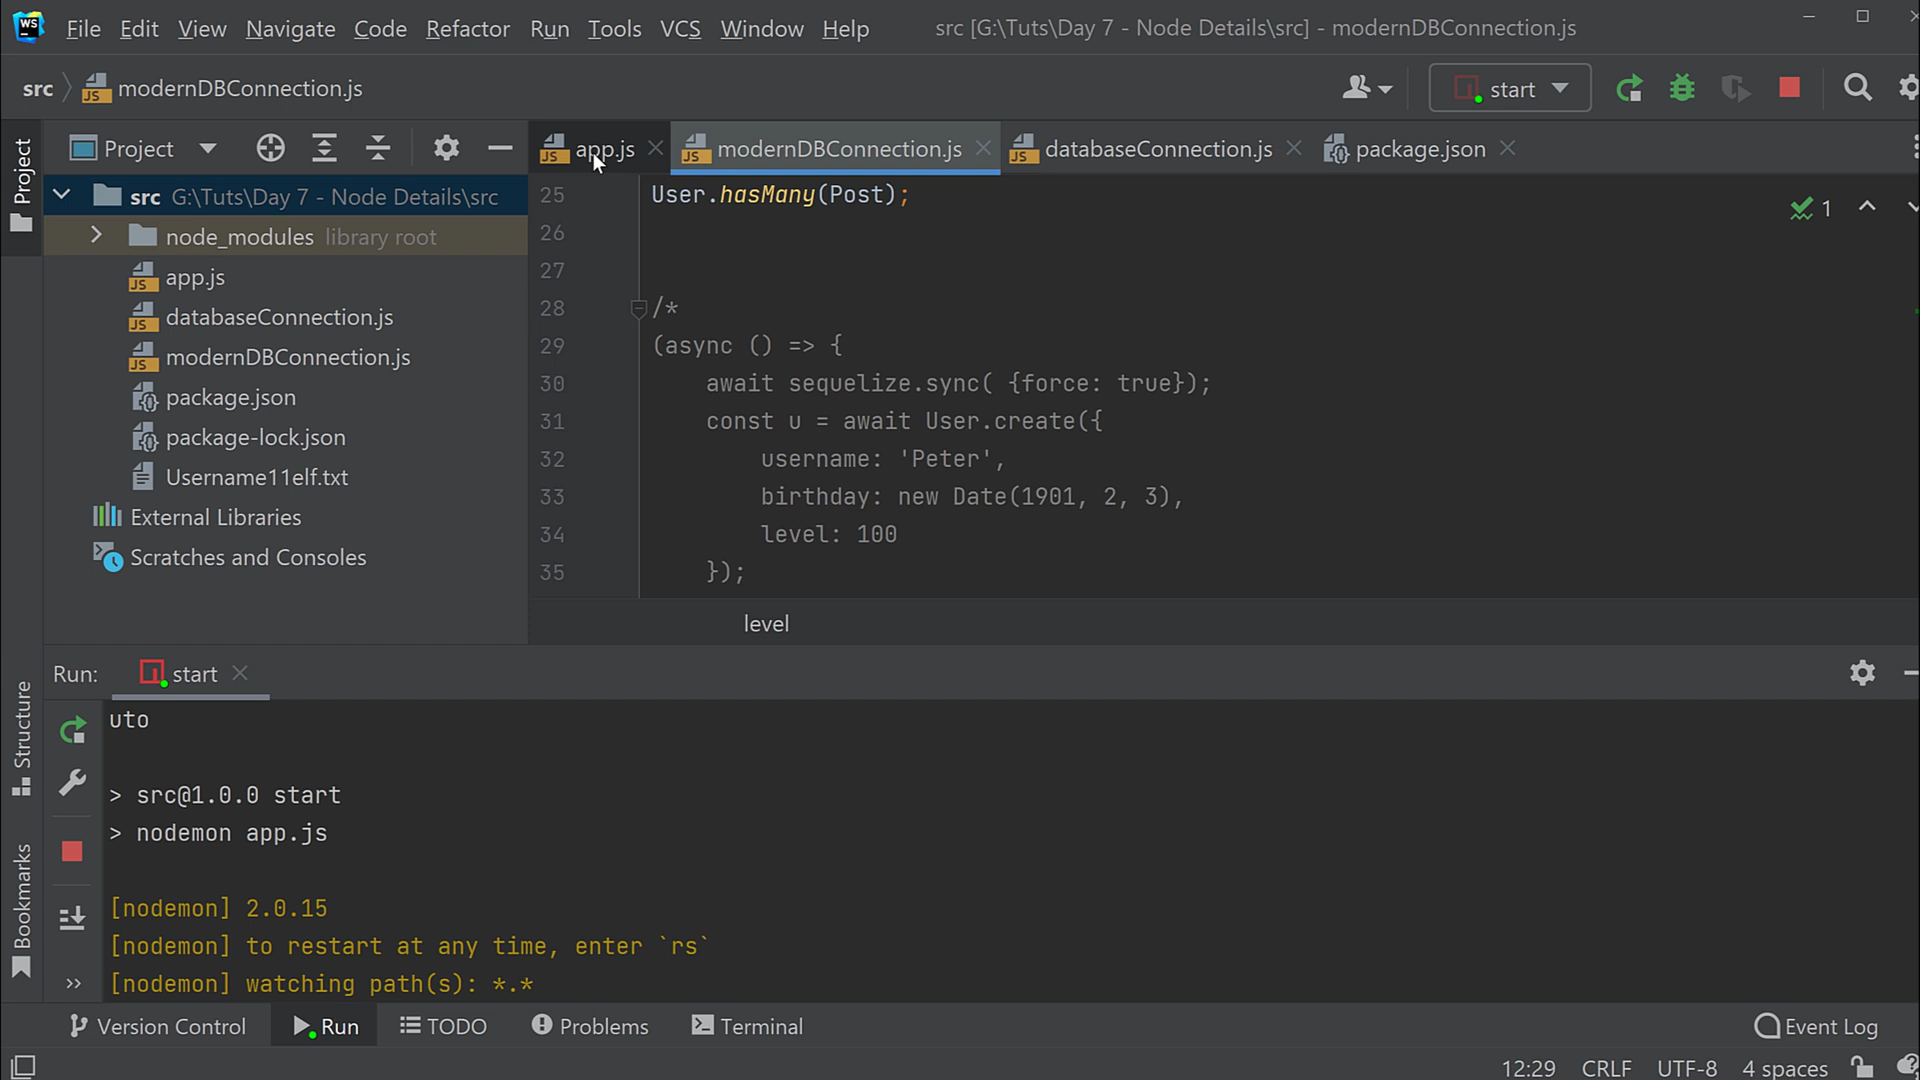 WS File Edit View Navigate Code Refactor Run Tools VCS Window Help src [G:\Tuts\Day 7 - Node Details\src] - modernDBConnection.js
src modernDBConnection.js start
Project Project app.js modernDBConnection.js databaseConnection.js package.json
src G:\Tuts\Day 7 - Node Details\src
node_modules library root
app.js
databaseConnection.js
modernDBConnection.js
package.json
package-lock.json
Username11elf.txt
External Libraries
Scratches and Consoles
25 User.hasMany(Post);
1
26
27
28 /*
29 (async () => {
30 await sequelize.sync( {force: true});
31 const u = await User.create({
32 username: 'Peter',
33 birthday: new Date(1901, 2, 3),
34 level: 100
35 });
level
Run: start
uto
> src@1.0.0 start
> nodemon app.js
[nodemon] 2.0.15
[nodemon] to restart at any time, enter `rs`
[nodemon] watching path(s): *.*
Structure
Bookmarks
Version Control Run TODO Problems Terminal Event Log
12:29 CRLF UTF-8 4 spaces